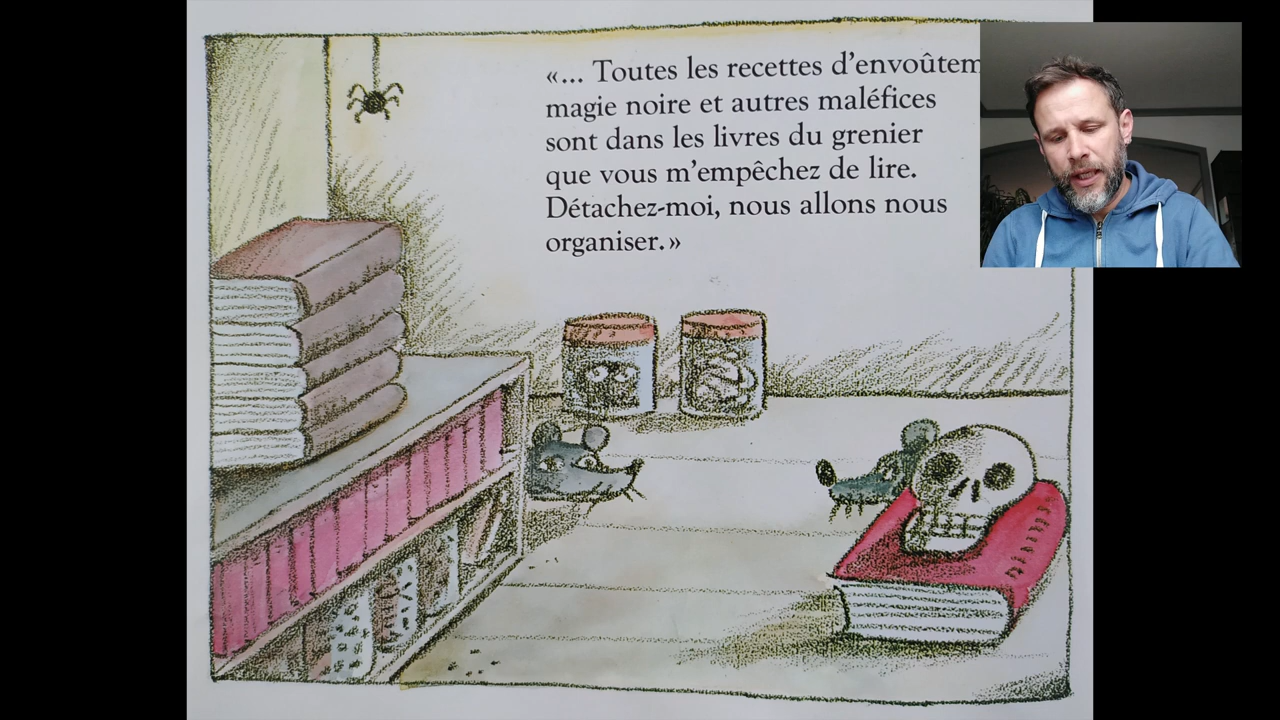 «... Toutes les recettes d'envoûtem
magie noire et autres maléfices
sont dans les livres du grenier
que vous m'empêchez de lire.
Détachez-moi, nous allons nous
organiser.»